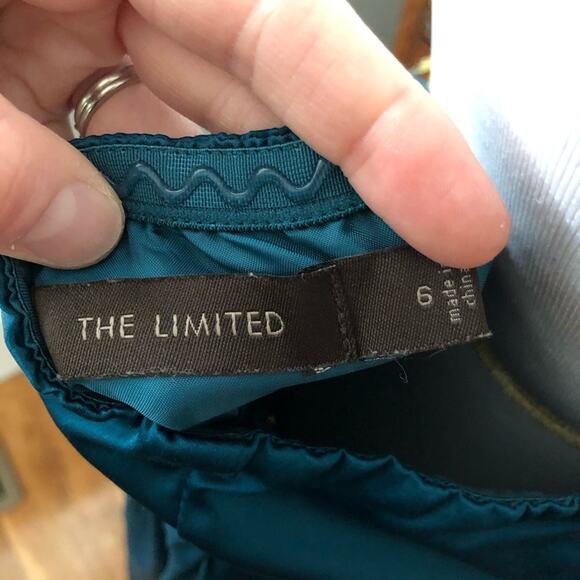 THE LIMITED
6
made in
china